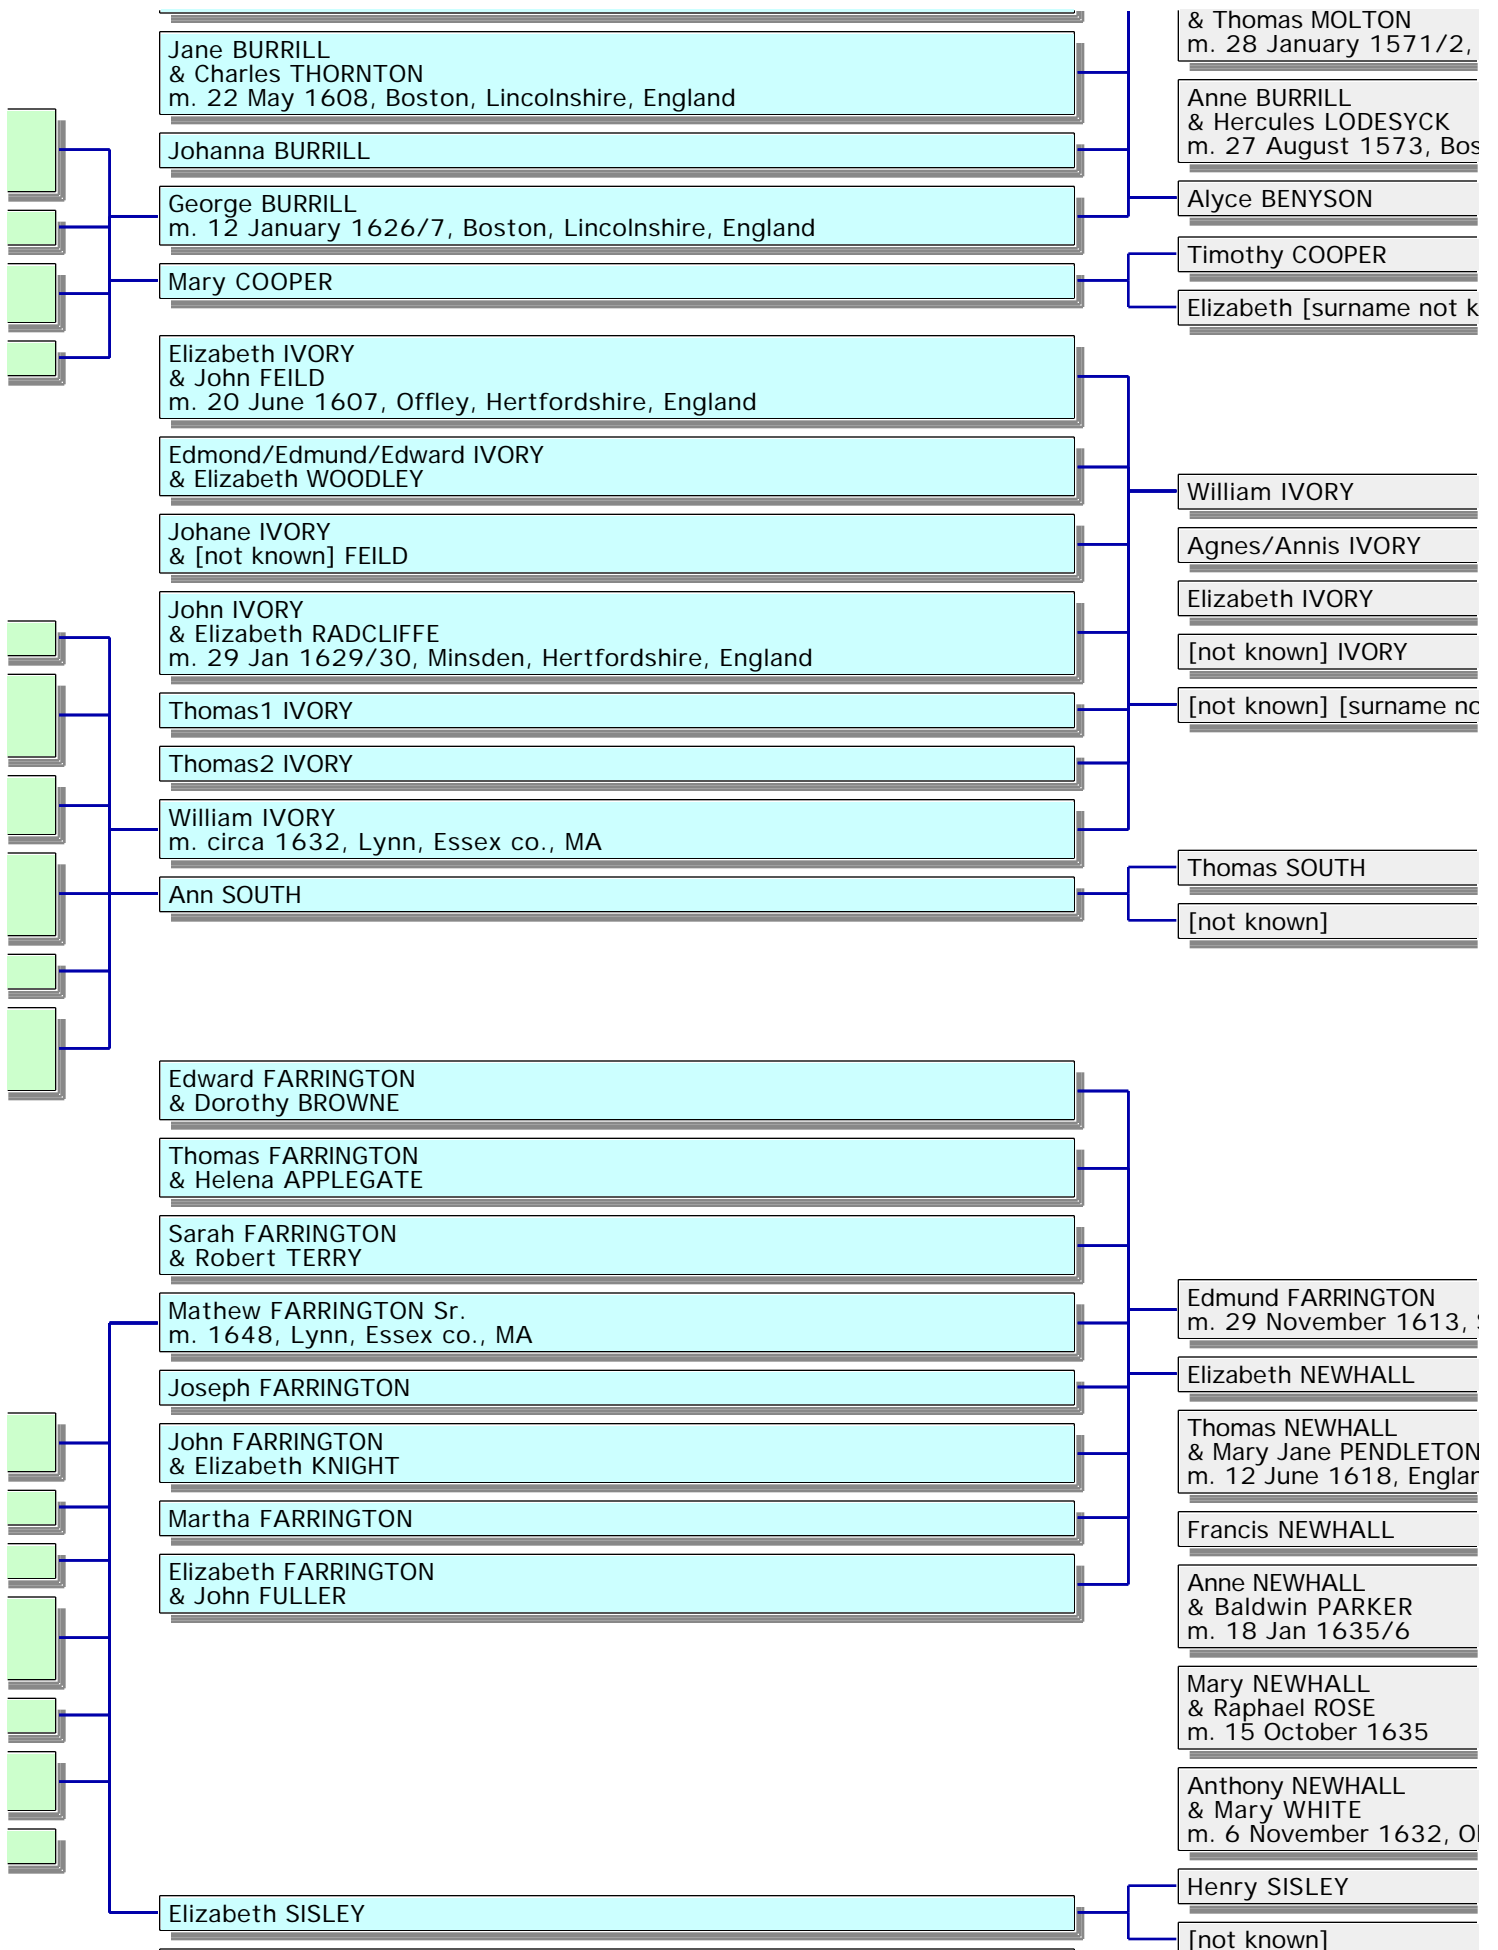 Jane BURRILL
& Charles THORNTON
m. 22 May 1608, Boston, Lincolnshire, England
Johanna BURRILL
George BURRILL
m. 12 January 1626/7, Boston, Lincolnshire, England
Mary COOPER
Elizabeth IVORY
& John FEILD
m. 20 June 1607, Offley, Hertfordshire, England
Edmond/Edmund/Edward IVORY
& Elizabeth WOODLEY
Johane IVORY
& [not known] FEILD
John IVORY
& Elizabeth RADCLIFFE
m. 29 Jan 1629/30, Minsden, Hertfordshire, England
Thomas1 IVORY
Thomas2 IVORY
William IVORY
m. circa 1632, Lynn, Essex co., MA
Ann SOUTH
Edward FARRINGTON
& Dorothy BROWNE
Thomas FARRINGTON
& Helena APPLEGATE
Sarah FARRINGTON
& Robert TERRY
Mathew FARRINGTON Sr.
m. 1648, Lynn, Essex co., MA
Joseph FARRINGTON
John FARRINGTON
& Elizabeth KNIGHT
Martha FARRINGTON
Elizabeth FARRINGTON
& John FULLER
Elizabeth SISLEY
& Thomas MOLTON
m. 28 January 1571/2,
Anne BURRILL
& Hercules LODESYCK
m. 27 August 1573,
Alyce BENYSON
Timothy COOPER
Elizabeth [surname not
William IVORY
Agnes/Annis IVORY
Elizabeth IVORY
[not known] IVORY
[not known] [surname
Thomas SOUTH
[not known]
Edmund FARRINGTON
m. 29 November 1613,
Elizabeth NEWHALL
Thomas NEWHALL
& Mary Jane PENDLETON
m. 12 June 1618,
Francis NEWHALL
Anne NEWHALL
& Baldwin PARKER
m. 18 Jan 1635/6
Mary NEWHALL
& Raphael ROSE
m. 15 October 1635
Anthony NEWHALL
& Mary WHITE
m. 6 November 1632,
Henry SISLEY
[not known]